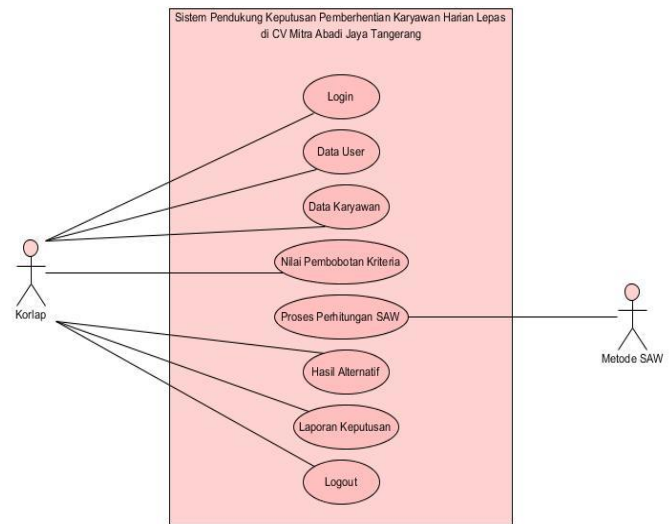 Sistem Pendukung Keputusan Pemberhentian Karyawan Harian Lepas
di CV Mitra Abadi Jaya Tangerang
Login
Data User
Data Karyawan
Nilai Pembobotan Kriteria
Korlap
Proses Perhitungan SAW
Metode SAW
Hasil Alternatif
Laporan Keputusan
Logout